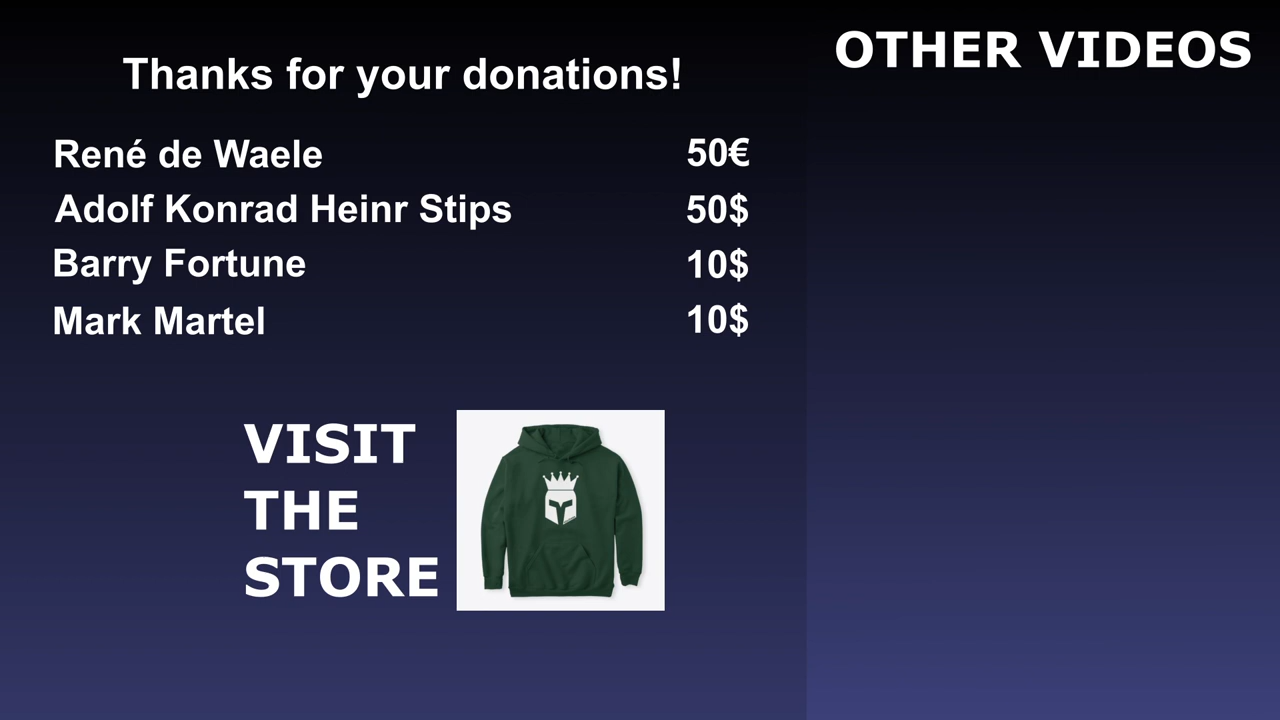 OTHER VIDEOS
Thanks for your donations!
René de Waele 50€
Adolf Konrad Heinr Stips 50$
Barry Fortune 10$
Mark Martel 10$
VISIT
THE
STORE